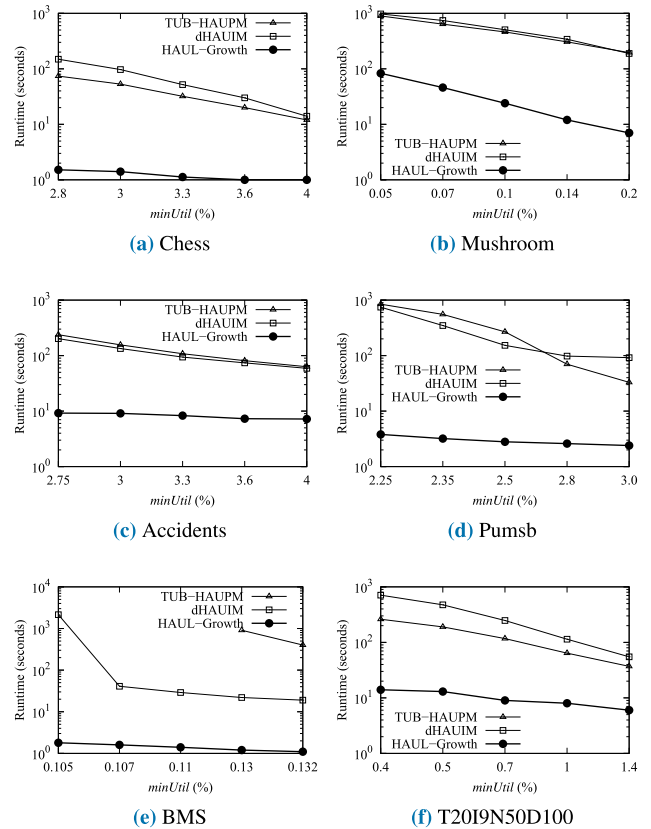 10^3
10^2
10^1
10^0
Runtime (seconds)
TUB−HAUPM
dHAUIM
HAUL−Growth
2.8 3 3.3 3.6 4
minUtil (%)
(a) Chess
10^3
10^2
10^1
10^0
Runtime (seconds)
TUB−HAUPM
dHAUIM
HAUL−Growth
0.05 0.07 0.1 0.14 0.2
minUtil (%)
(b) Mushroom
10^3
10^2
10^1
10^0
Runtime (seconds)
TUB−HAUPM
dHAUIM
HAUL−Growth
2.75 3 3.3 3.6 4
minUtil (%)
(c) Accidents
10^3
10^2
10^1
10^0
Runtime (seconds)
TUB−HAUPM
dHAUIM
HAUL−Growth
2.25 2.35 2.5 2.8 3.0
minUtil (%)
(d) Pumsb
10^4
10^3
10^2
10^1
10^0
Runtime (seconds)
TUB−HAUPM
dHAUIM
HAUL−Growth
0.105 0.107 0.11 0.13 0.132
minUtil (%)
(e) BMS
10^3
10^2
10^1
10^0
Runtime (seconds)
TUB−HAUPM
dHAUIM
HAUL−Growth
0.4 0.5 0.7 1 1.4
minUtil (%)
(f) T20I9N50D100